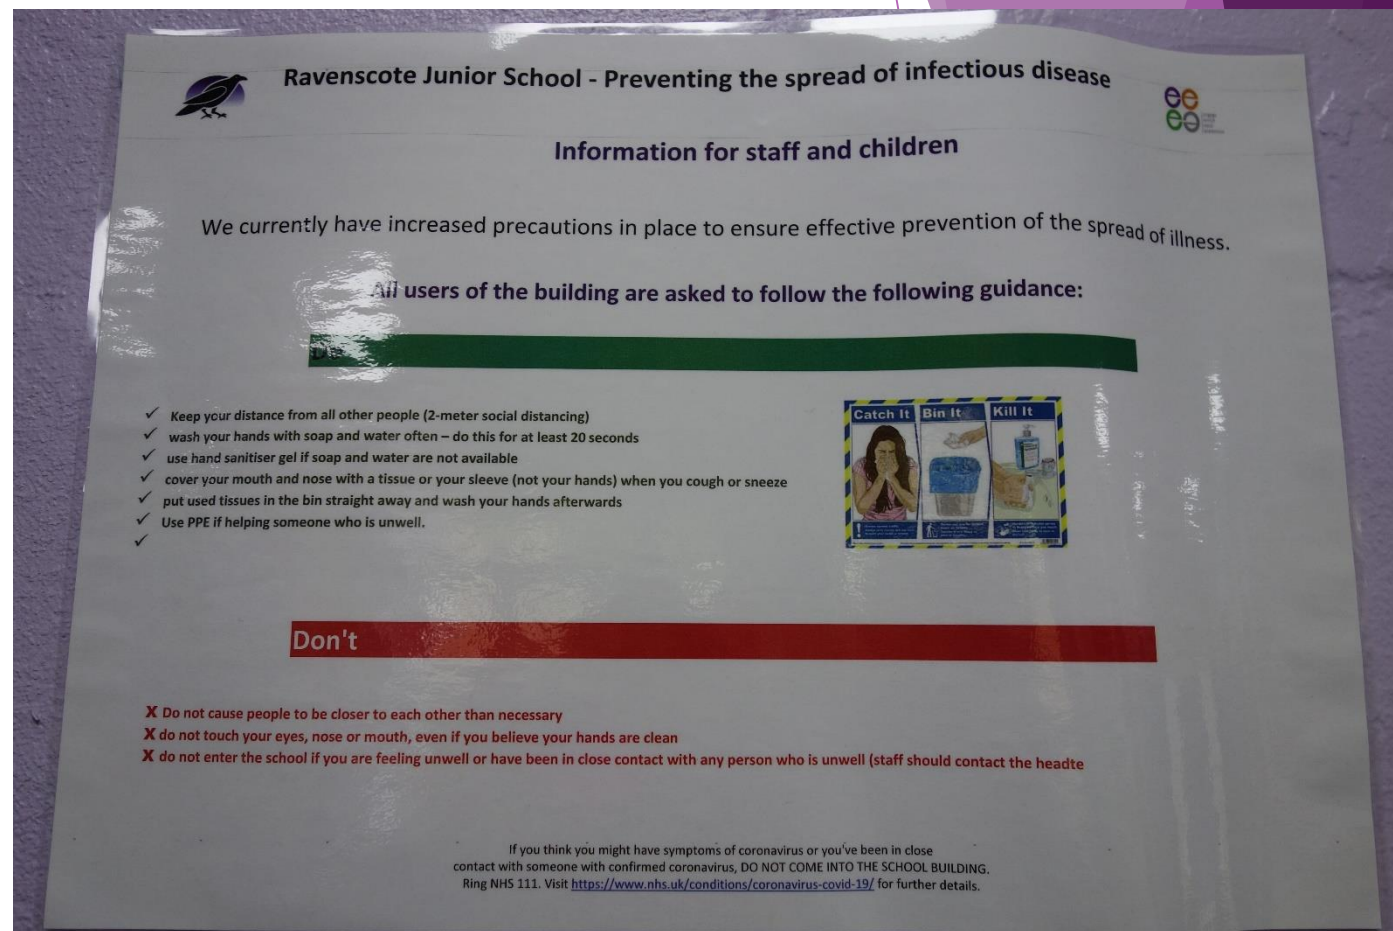 Ravenscote Junior School - Preventing the spread of infectious disease
Information for staff and children
We currently have increased precautions in place to ensure effective prevention of the spread of illness.
All users of the building are asked to follow the following guidance:
✓ Keep your distance from all other people (2-meter social distancing)
✓ wash your hands with soap and water often – do this for at least 20 seconds
✓ use hand sanitiser gel if soap and water are not available
✓ cover your mouth and nose with a tissue or your sleeve (not your hands) when you cough or sneeze
✓ put used tissues in the bin straight away and wash your hands afterwards
✓ Use PPE if helping someone who is unwell.
✓
Catch It Bin It Kill It
Don't
X Do not cause people to be closer to each other than necessary
X do not touch your eyes, nose or mouth, even if you believe your hands are clean
X do not enter the school if you are feeling unwell or have been in close contact with any person who is unwell (staff should contact the headte
If you think you might have symptoms of coronavirus or you've been in close
contact with someone with confirmed coronavirus, DO NOT COME INTO THE SCHOOL BUILDING.
Ring NHS 111. Visit https://www.nhs.uk/conditions/coronavirus-covid-19/ for further details.